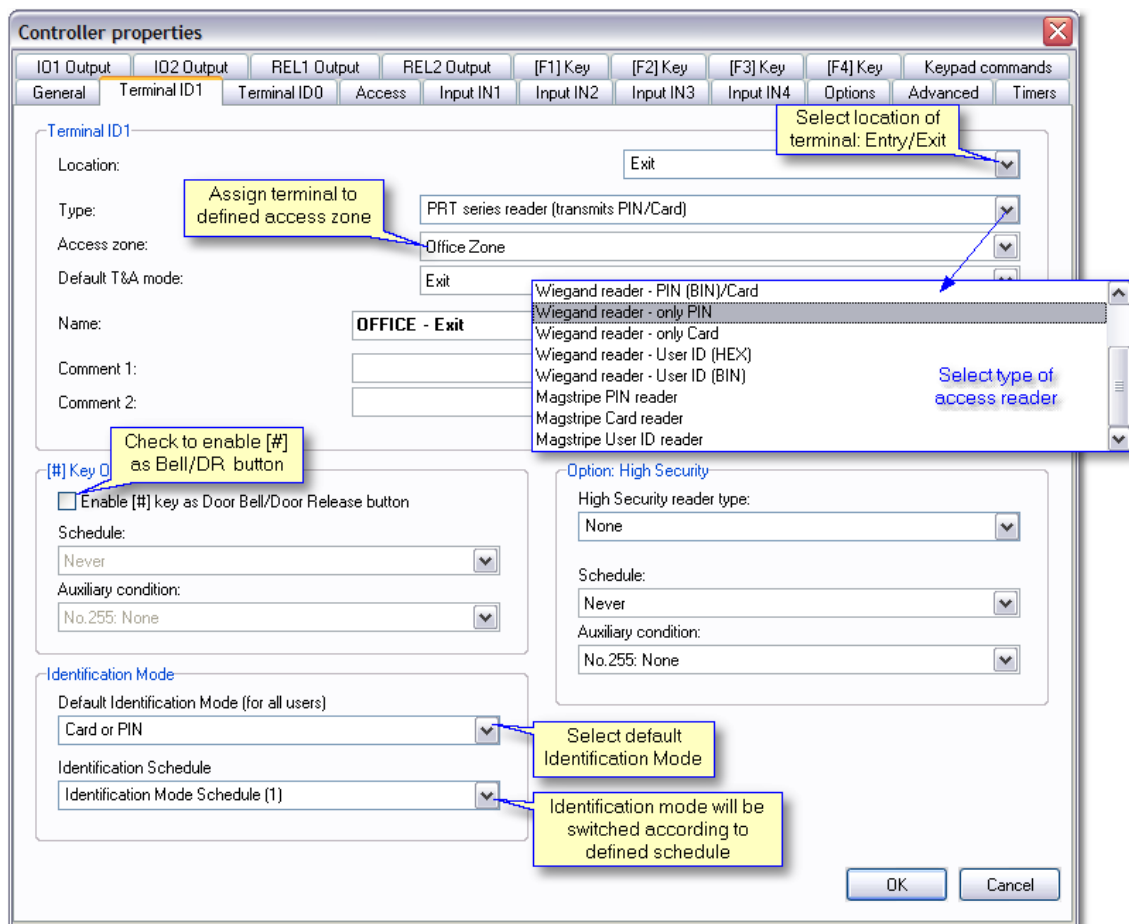 Controller properties
IO1 Output
IO2 Output
REL1 Output
REL2 Output
[F1] Key
[F2] Key
[F3] Key
[F4] Key
Keypad commands
General
Terminal ID1
Terminal ID0
Access
Input IN1
Input IN2
Input IN3
Input IN4
Options
Advanced
Timers
Terminal ID1
Select location of
terminal: Entry/Exit
Location:
Exit
Assign terminal to
defined access zone
Type:
PRT series reader (transmits PIN/Card)
Access zone:
Office Zone
Default T&A mode:
Exit
Wiegand reader - PIN (BIN)/Card
Wiegand reader - only PIN
Wiegand reader - only Card
Wiegand reader - User ID (HEX)
Wiegand reader - User ID (BIN)
Magstripe PIN reader
Magstripe Card reader
Magstripe User ID reader
Select type of
access reader
Name:
OFFICE - Exit
Comment 1:
Comment 2:
Check to enable [#]
as Bell/DR button
[#] Key O
Enable [#] key as Door Bell/Door Release button
Schedule:
Never
Auxiliary condition:
No.255: None
Option: High Security
High Security reader type:
None
Schedule:
Never
Auxiliary condition:
No.255: None
Identification Mode
Default Identification Mode (for all users)
Card or PIN
Select default
Identification Mode
Identification Schedule
Identification Mode Schedule (1)
Identification mode will be
switched according to
defined schedule
OK
Cancel